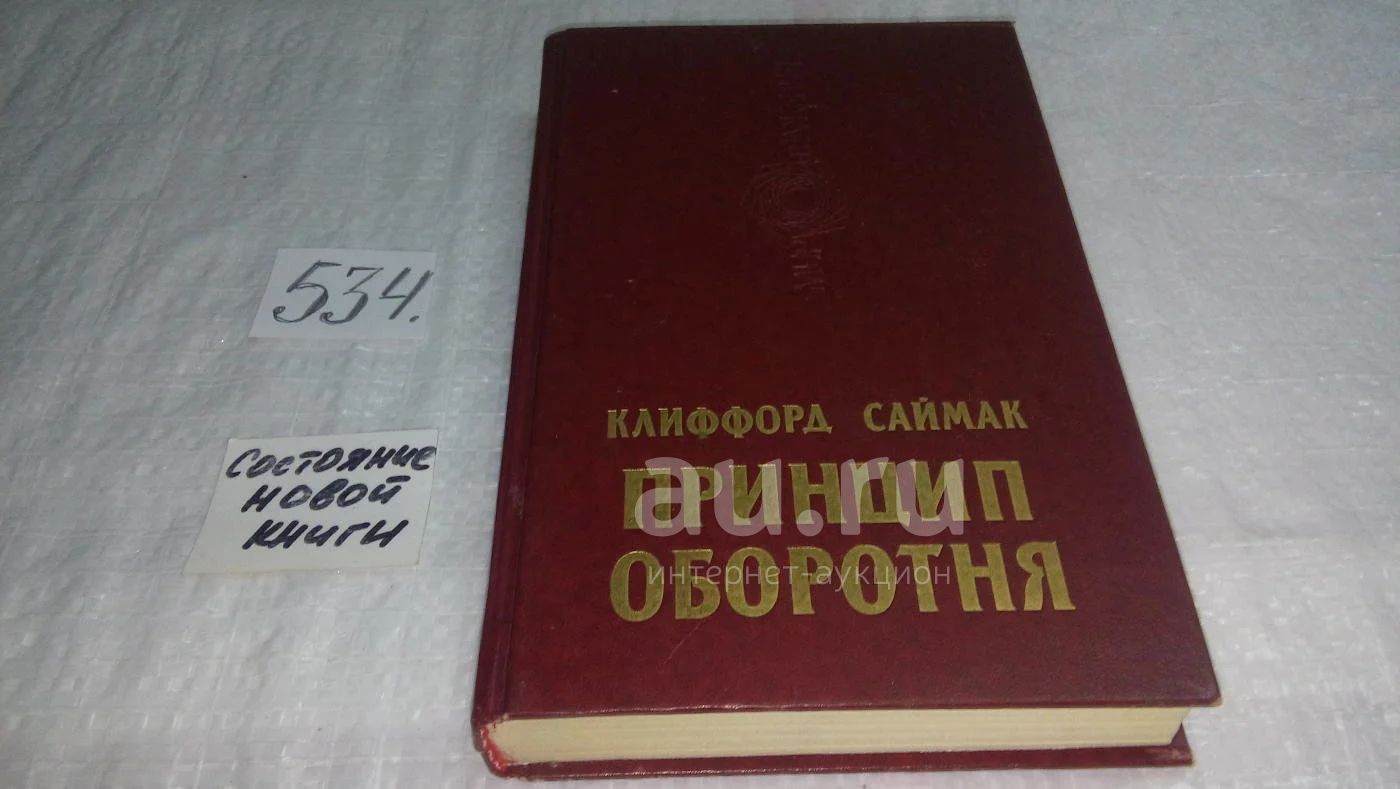 534.
Состояние
новой
книги
КЛИФФОРД САЙМАК
ПРИНЦИП
ОБОРОТНЯ
au.ru
интернет-аукцион